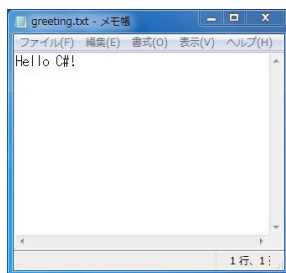 greeting.txt - メモ帳
ファイル(F) 編集(E) 書式(O) 表示(V) ヘルプ(H)
Hello C#!
1 行、1